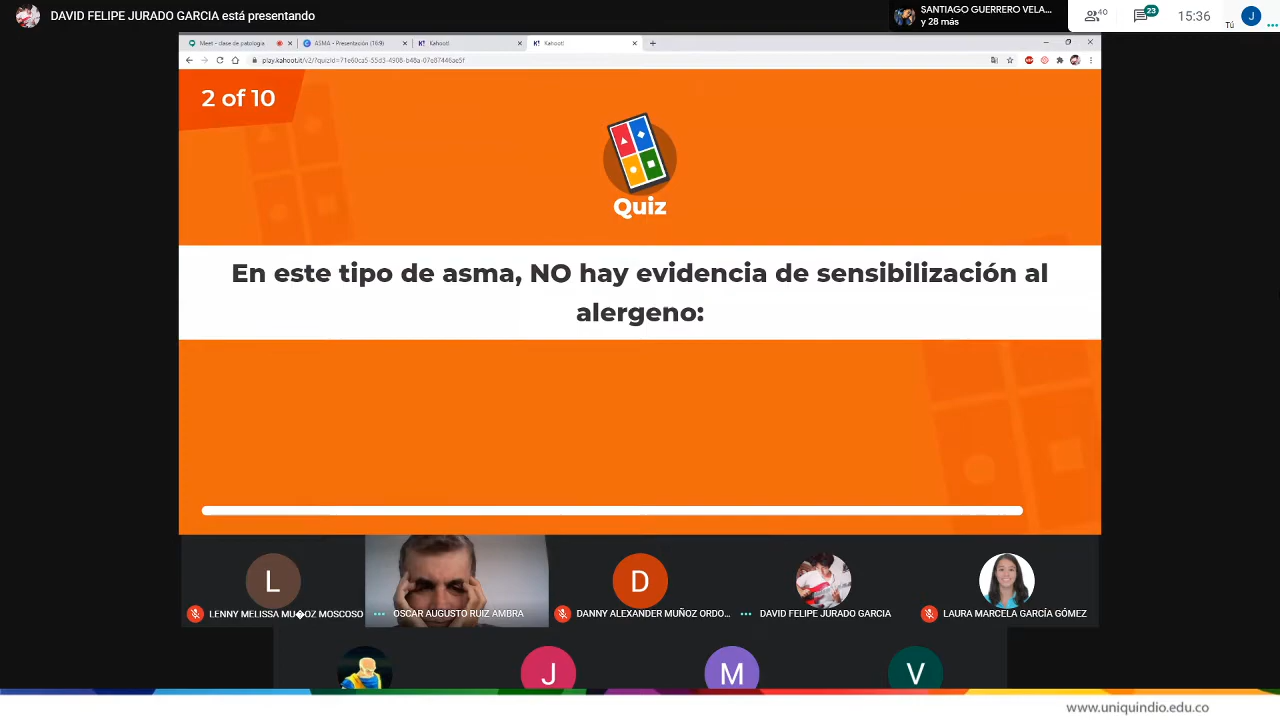 DAVID FELIPE JURADO GARCIA está presentando
SANTIAGO GUERRERO VELA...
y 28 más
40
23
15:36
Tú
J
Meet - clase de patología
ASMA - Presentación (16:9)
Kahoot!
Kahoot!
2 of 10
Quiz
En este tipo de asma, NO hay evidencia de sensibilización al
alergeno:
L
D
LENNY MELISSA MU�OZ MOSCOSO
OSCAR AUGUSTO RUIZ AMBRA
DANNY ALEXANDER MUÑOZ ORDO...
DAVID FELIPE JURADO GARCIA
LAURA MARCELA GARCÍA GÓMEZ
J
M
V
www.uniquindio.edu.co